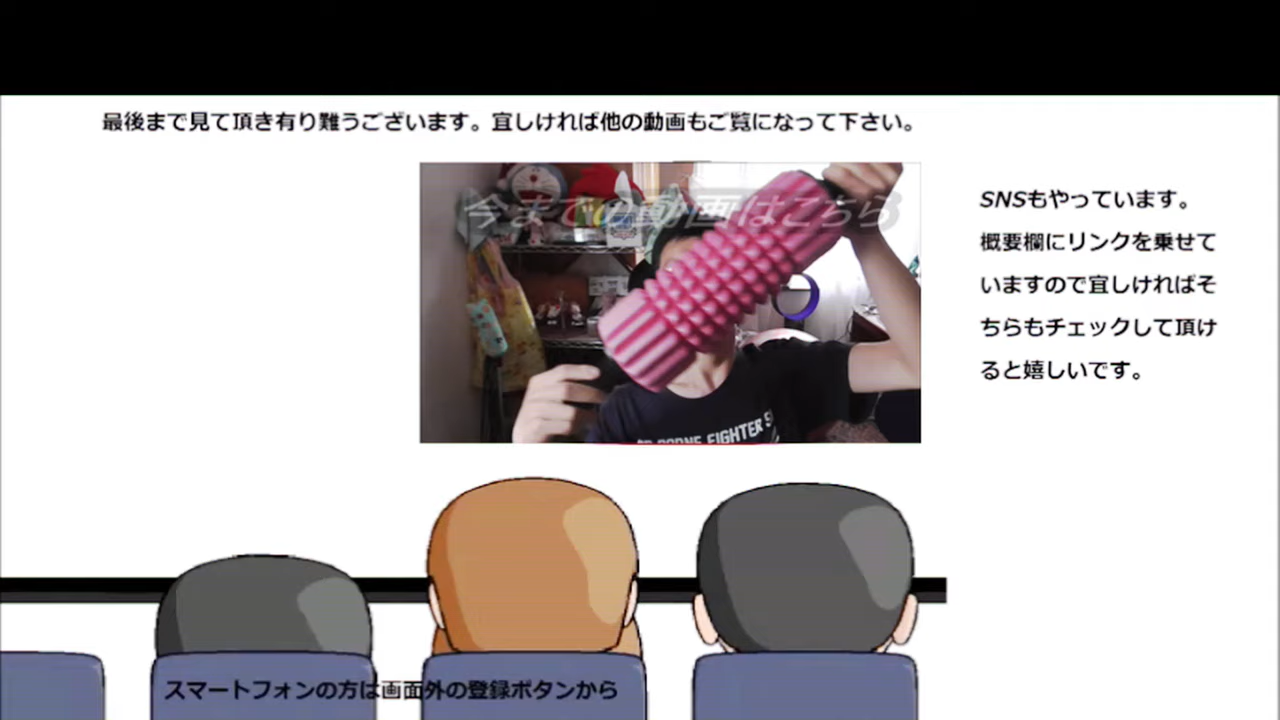 最後まで見て頂き有り難うございます。宜しければ他の動画もご覧になって下さい。
今までの動画はこちら
SNSもやっています。
概要欄にリンクを乗せて
いますので宜しければそ
ちらもチェックして頂け
ると嬉しいです。
FIGHTER
スマートフォンの方は画面外の登録ボタンから